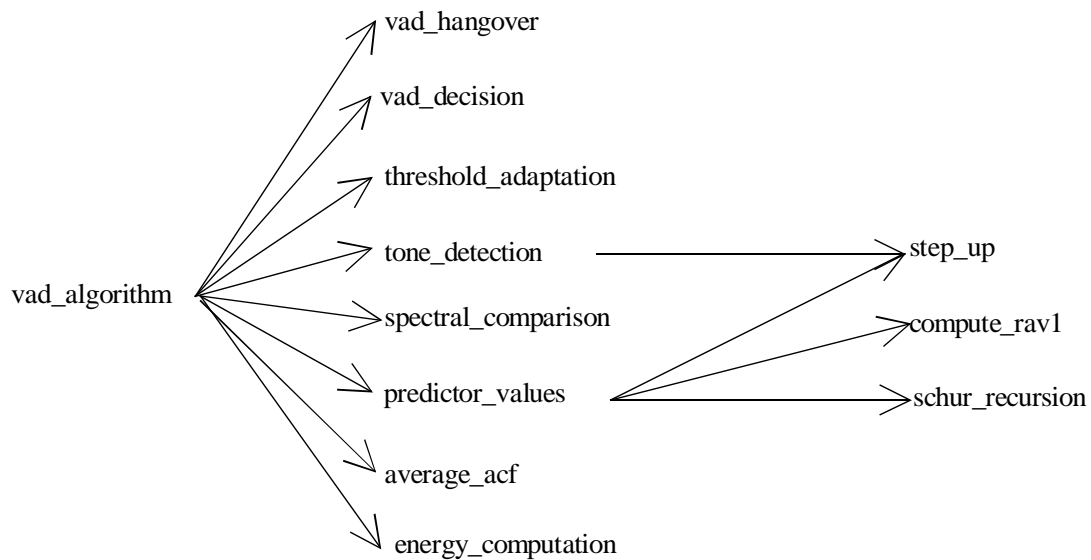 vad_hangover
vad_decision
threshold_adaptation
tone_detection
step_up
vad_algorithm
spectral_comparison
compute_rav1
predictor_values
schur_recursion
average_acf
energy_computation